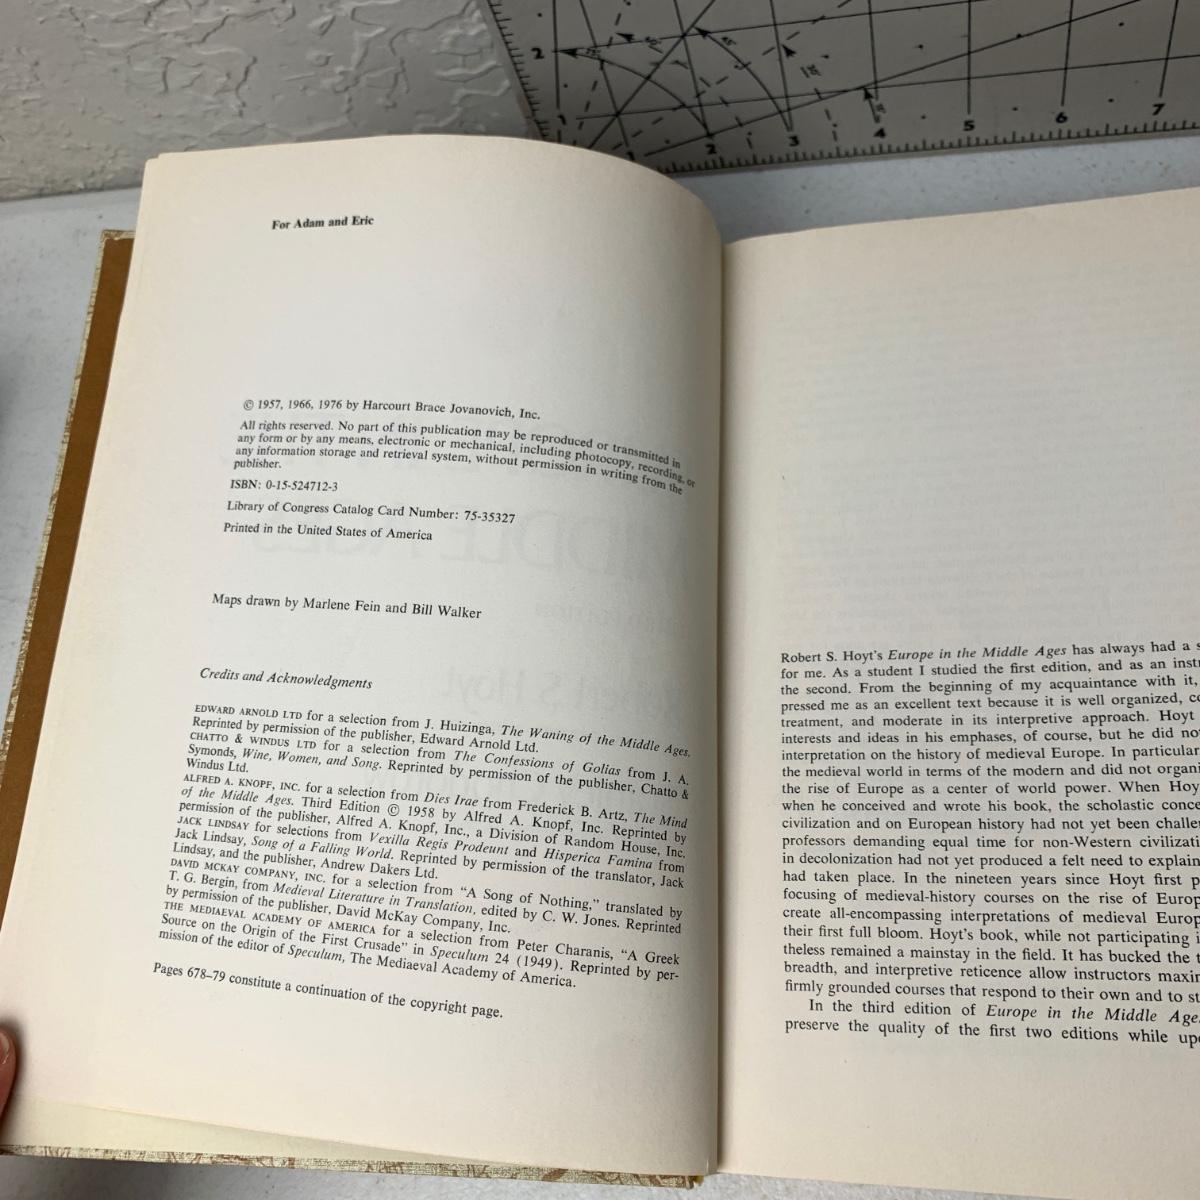 2
1
1
2
3
4
5
6
7
For Adam and Eric
© 1957, 1966, 1976 by Harcourt Brace Jovanovich, Inc.
All rights reserved. No part of this publication may be reproduced or transmitted in
any form or by any means, electronic or mechanical, including photocopy, recording, or
any information storage and retrieval system, without permission in writing from the
publisher.
ISBN: 0-15-524712-3
Library of Congress Catalog Card Number: 75-35327
Printed in the United States of America
Maps drawn by Marlene Fein and Bill Walker
Credits and Acknowledgments
EDWARD ARNOLD LTD for a selection from J. Huizinga, The Waning of the Middle Ages.
Reprinted by permission of the publisher, Edward Arnold Ltd.
CHATTO & WINDUS LTD for a selection from The Confessions of Golias from J. A.
Symonds, Wine, Women, and Song. Reprinted by permission of the publisher, Chatto &
Windus Ltd.
ALFRED A. KNOPF, INC. for a selection from Dies Irae from Frederick B. Artz, The Mind
of the Middle Ages. Third Edition © 1958 by Alfred A. Knopf, Inc. Reprinted by
permission of the publisher, Alfred A. Knopf, Inc., a Division of Random House, Inc.
JACK LINDSAY for selections from Vexilla Regis Prodeunt and Hisperica Famina from
Jack Lindsay, Song of a Falling World. Reprinted by permission of the translator, Jack
Lindsay, and the publisher, Andrew Dakers Ltd.
DAVID MCKAY COMPANY, INC. for a selection from "A Song of Nothing," translated by
T. G. Bergin, from Medieval Literature in Translation, edited by C. W. Jones. Reprinted
by permission of the publisher, David McKay Company, Inc.
THE MEDIAEVAL ACADEMY OF AMERICA for a selection from Peter Charanis, "A Greek
Source on the Origin of the First Crusade" in Speculum 24 (1949). Reprinted by per-
mission of the editor of Speculum, The Mediaeval Academy of America.
Pages 678–79 constitute a continuation of the copyright page.
Robert S. Hoyt's Europe in the Middle Ages has always had a s
for me. As a student I studied the first edition, and as an inst
the second. From the beginning of my acquaintance with it,
pressed me as an excellent text because it is well organized, c
treatment, and moderate in its interpretive approach. Hoyt
interests and ideas in his emphases, of course, but he did no
interpretation on the history of medieval Europe. In particular
the medieval world in terms of the modern and did not organi
the rise of Europe as a center of world power. When Hoy
when he conceived and wrote his book, the scholastic conce
civilization and on European history had not yet been challe
professors demanding equal time for non-Western civilizati
in decolonization had not yet produced a felt need to explain
had taken place. In the nineteen years since Hoyt first p
focusing of medieval-history courses on the rise of Europ
create all-encompassing interpretations of medieval Europ
their first full bloom. Hoyt's book, while not participating i
theless remained a mainstay in the field. It has bucked the t
breadth, and interpretive reticence allow instructors maxi
firmly grounded courses that respond to their own and to st
In the third edition of Europe in the Middle Age
preserve the quality of the first two editions while up